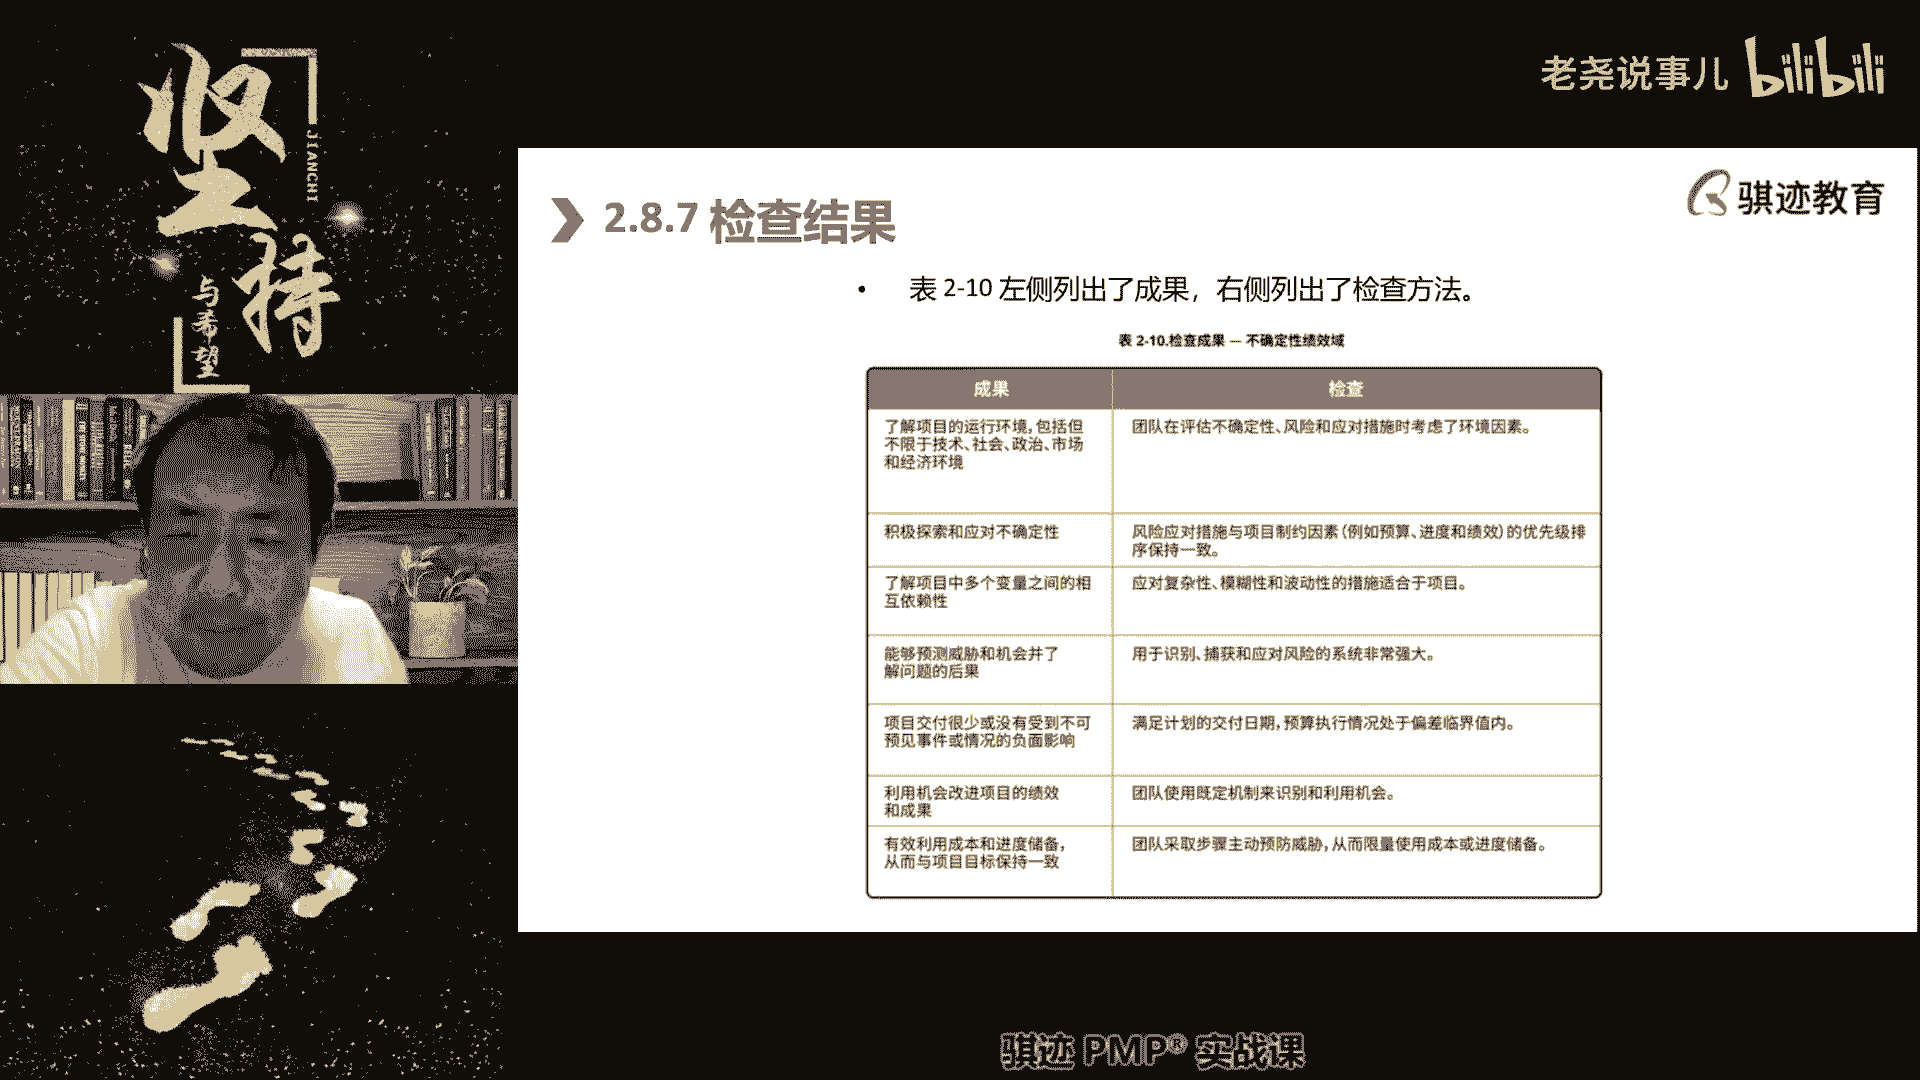 坚持
JIANCHI
与希望
老尧说事儿 bilibili
骐迹教育
2.8.7 检查结果
• 表 2-10 左侧列出了成果，右侧列出了检查方法。
表 2-10.检查成果 — 不确定性绩效域
成果
检查
了解项目的运行环境，包括但
不限于技术、社会、政治、市场
和经济环境
团队在评估不确定性、风险和应对措施时考虑了环境因素。
积极探索和应对不确定性
风险应对措施与项目制约因素（例如预算、进度和绩效）的优先级排
序保持一致。
了解项目中多个变量之间的相
互依赖性
应对复杂性、模糊性和波动性的措施适合于项目。
能够预测威胁和机会并了
解问题的后果
用于识别、捕获和应对风险的系统非常强大。
项目交付很少或没有受到不可
预见事件或情况的负面影响
满足计划的交付日期，预算执行情况处于偏差临界值内。
利用机会改进项目的绩效
和成果
团队使用既定机制来识别和利用机会。
有效利用成本和进度储备，
从而与项目目标保持一致
团队采取步骤主动预防威胁，从而限量使用成本或进度储备。
骐迹 PMP® 实战课